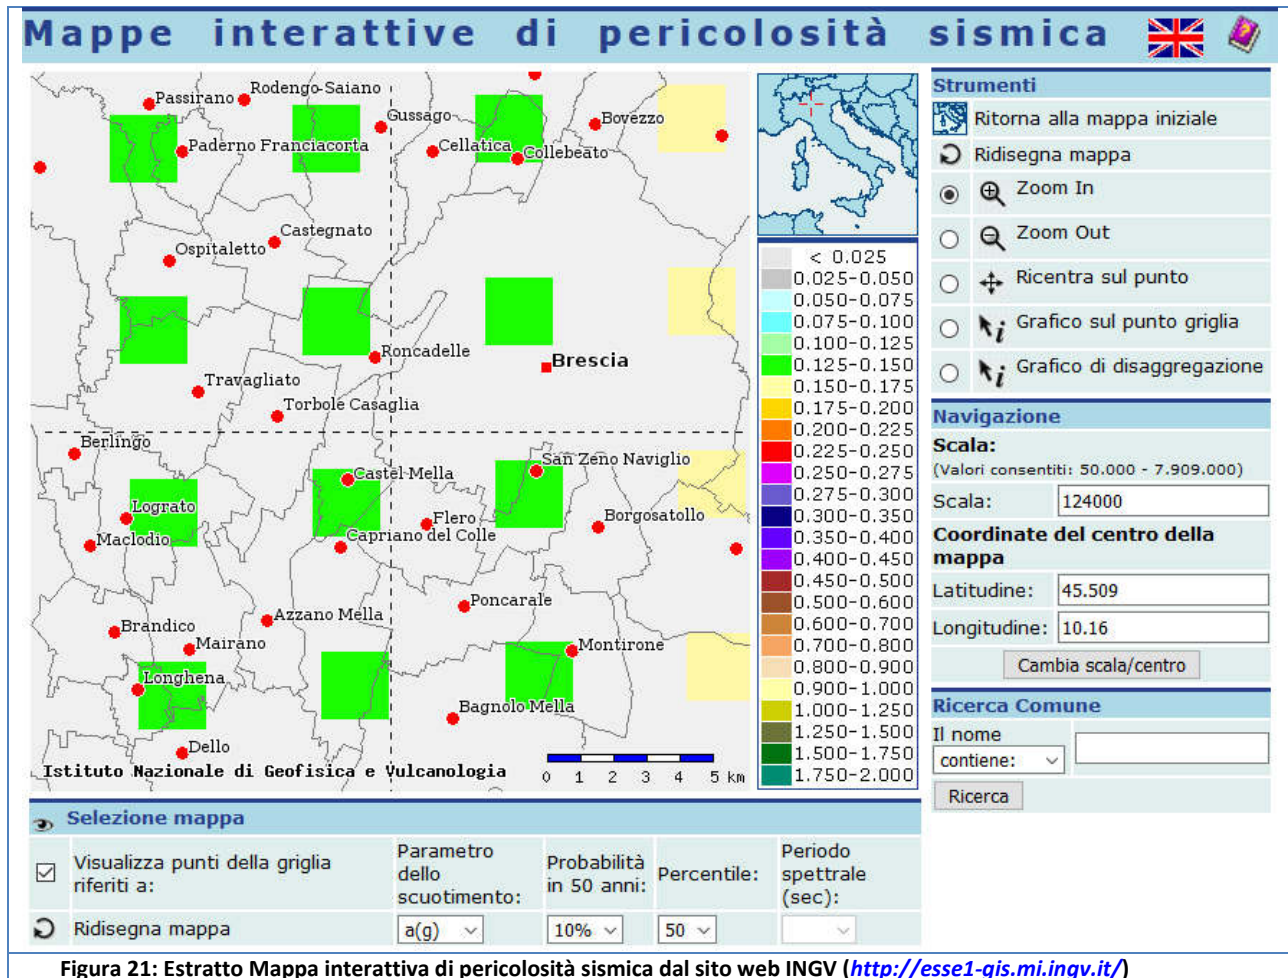 Mappe interattive di pericolosità sismica
Passirano
Rodengo-Saiano
Gussago
Bovezzo
Paderno Franciacorta
Cellatica
Collebeato
Castegnato
Ospitaletto
Roncadelle
Brescia
Travagliato
Torbole Casaglia
Berlingo
San Zeno Naviglio
Castel Mella
Lograto
Flero
Borgosatollo
Maclodio
Capriano del Colle
Poncarale
Azzano Mella
Brandico
Mairano
Montirone
Longhena
Bagnolo Mella
Dello
Istituto Nazionale di Geofisica e Vulcanologia
0 1 2 3 4 5 km
< 0.025
0.025-0.050
0.050-0.075
0.075-0.100
0.100-0.125
0.125-0.150
0.150-0.175
0.175-0.200
0.200-0.225
0.225-0.250
0.250-0.275
0.275-0.300
0.300-0.350
0.350-0.400
0.400-0.450
0.450-0.500
0.500-0.600
0.600-0.700
0.700-0.800
0.800-0.900
0.900-1.000
1.000-1.250
1.250-1.500
1.500-1.750
1.750-2.000
Strumenti
Ritorna alla mappa iniziale
Ridisegna mappa
Zoom In
Zoom Out
Ricentra sul punto
Grafico sul punto griglia
Grafico di disaggregazione
Navigazione
Scala:
(Valori consentiti: 50.000 - 7.909.000)
Scala: 124000
Coordinate del centro della
mappa
Latitudine: 45.509
Longitudine: 10.16
Cambia scala/centro
Ricerca Comune
Il nome
contiene:
Ricerca
Selezione mappa
Visualizza punti della griglia
riferiti a:
Parametro
dello
scuotimento:
Probabilità
in 50 anni:
Percentile:
Periodo
spettrale
(sec):
Ridisegna mappa
a(g)
10%
50
Figura 21: Estratto Mappa interattiva di pericolosità sismica dal sito web INGV (http://esse1-gis.mi.ingv.it/)